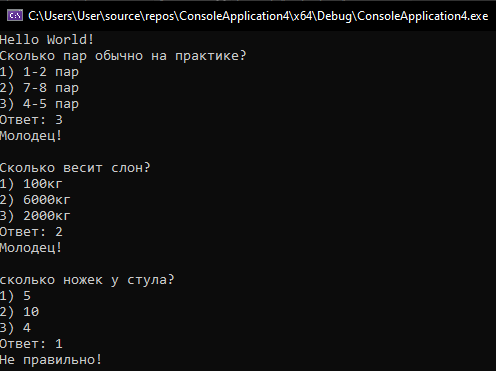 C:\Users\User\source\repos\ConsoleApplication4\x64\Debug\ConsoleApplication4.exe
Hello World!
Сколько пар обычно на практике?
1) 1-2 пар
2) 7-8 пар
3) 4-5 пар
Ответ: 3
Молодец!
Сколько весит слон?
1) 100кг
2) 6000кг
3) 2000кг
Ответ: 2
Молодец!
сколько ножек у стула?
1) 5
2) 10
3) 4
Ответ: 1
Не правильно!